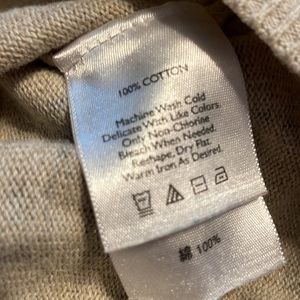 100% COTTON
Machine Wash Cold
Delicate With Like Colors.
Only Non-Chlorine
Bleach When Needed.
Reshape, Dry Flat.
Warm Iron As Desired.
綿 100%